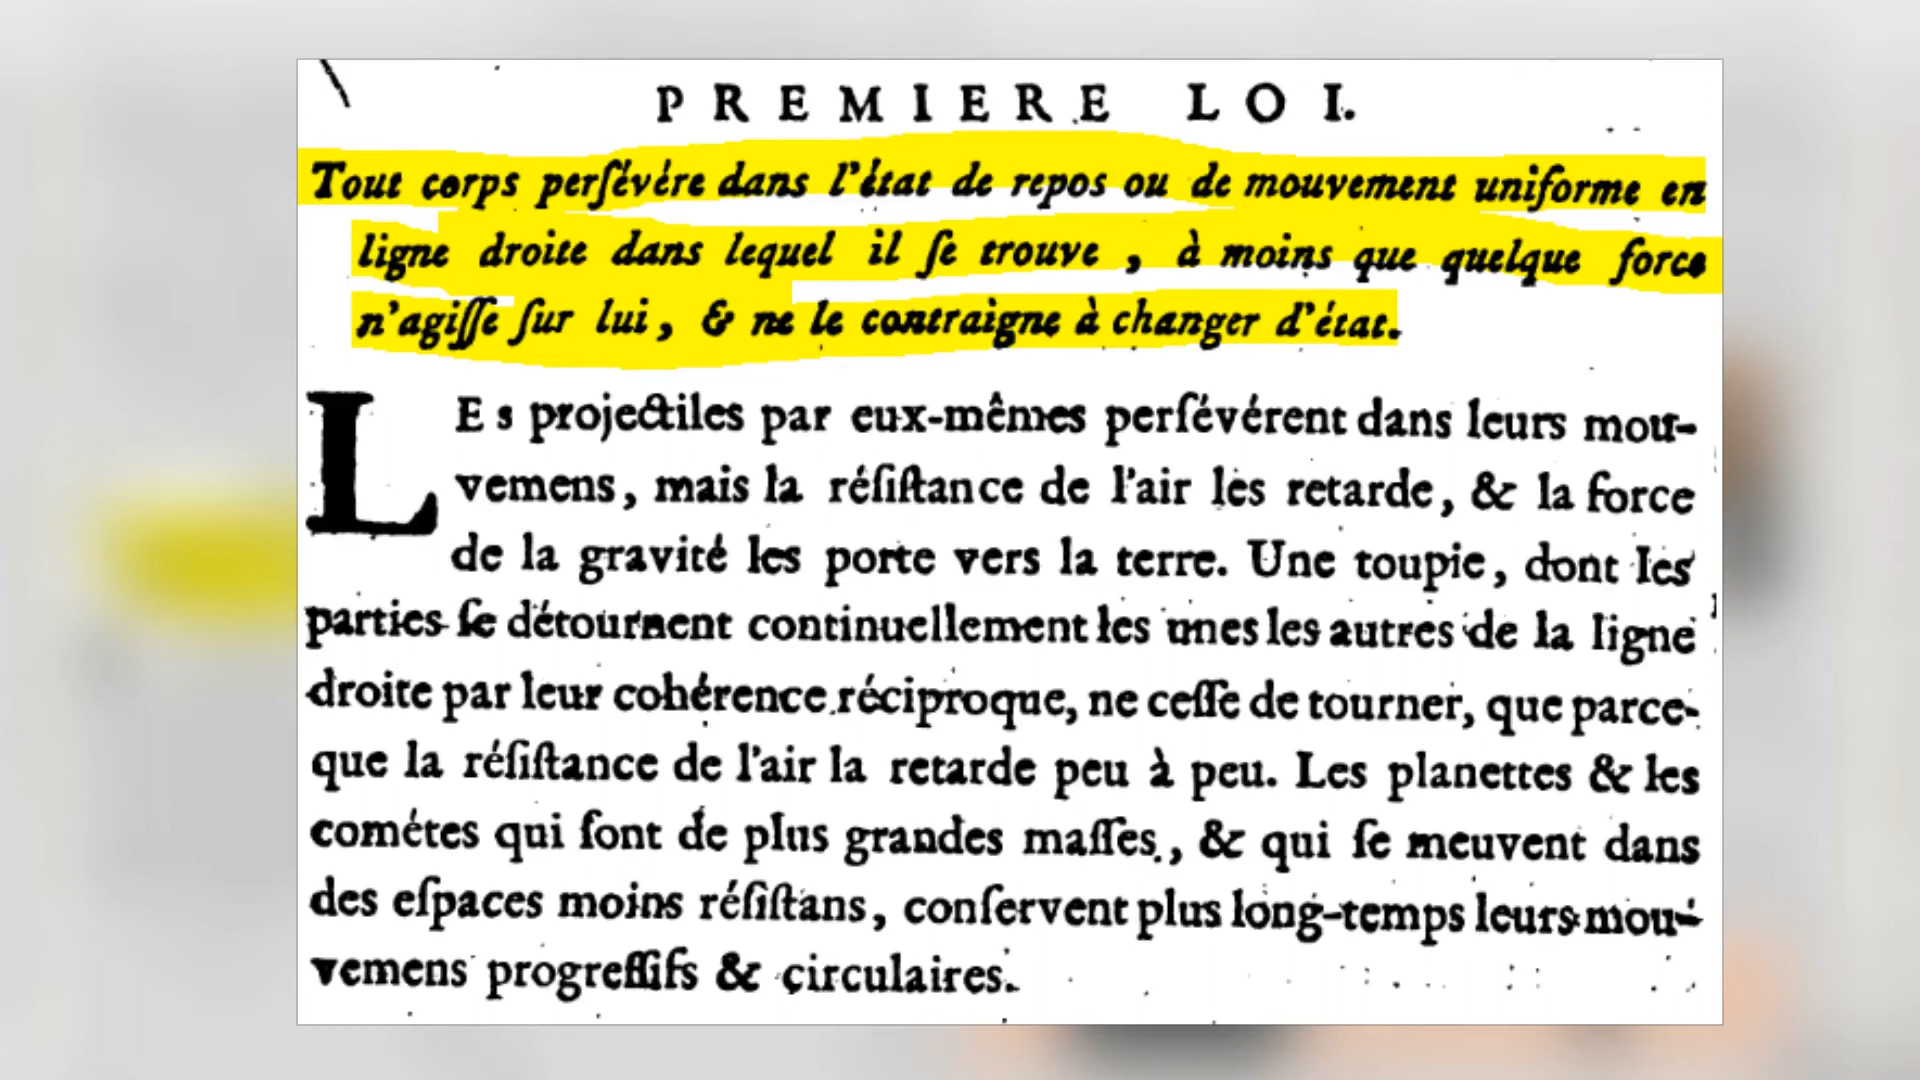 PREMIERE LOI.
Tout corps perſévére dans l'état de repos ou de mouvement uniforme en
ligne droite dans lequel il ſe trouve, à moins que quelque force
n'agiſſe ſur lui, & ne le contraigne à changer d'état.
LEs projectiles par eux-mêmes perſévérent dans leurs mou-
vemens, mais la réſiſtance de l'air les retarde, & la force
de la gravité les porte vers la terre. Une toupie, dont les
parties ſe détournent continuellement les unes les autres de la ligne
droite par leur cohérence réciproque, ne ceſſe de tourner, que parce-
que la réſiſtance de l'air la retarde peu à peu. Les planettes & les
cométes qui ſont de plus grandes maſſes, & qui ſe meuvent dans
des eſpaces moins réſiſtans, conſervent plus long-temps leurs mou-
vemens progreſſifs & circulaires.